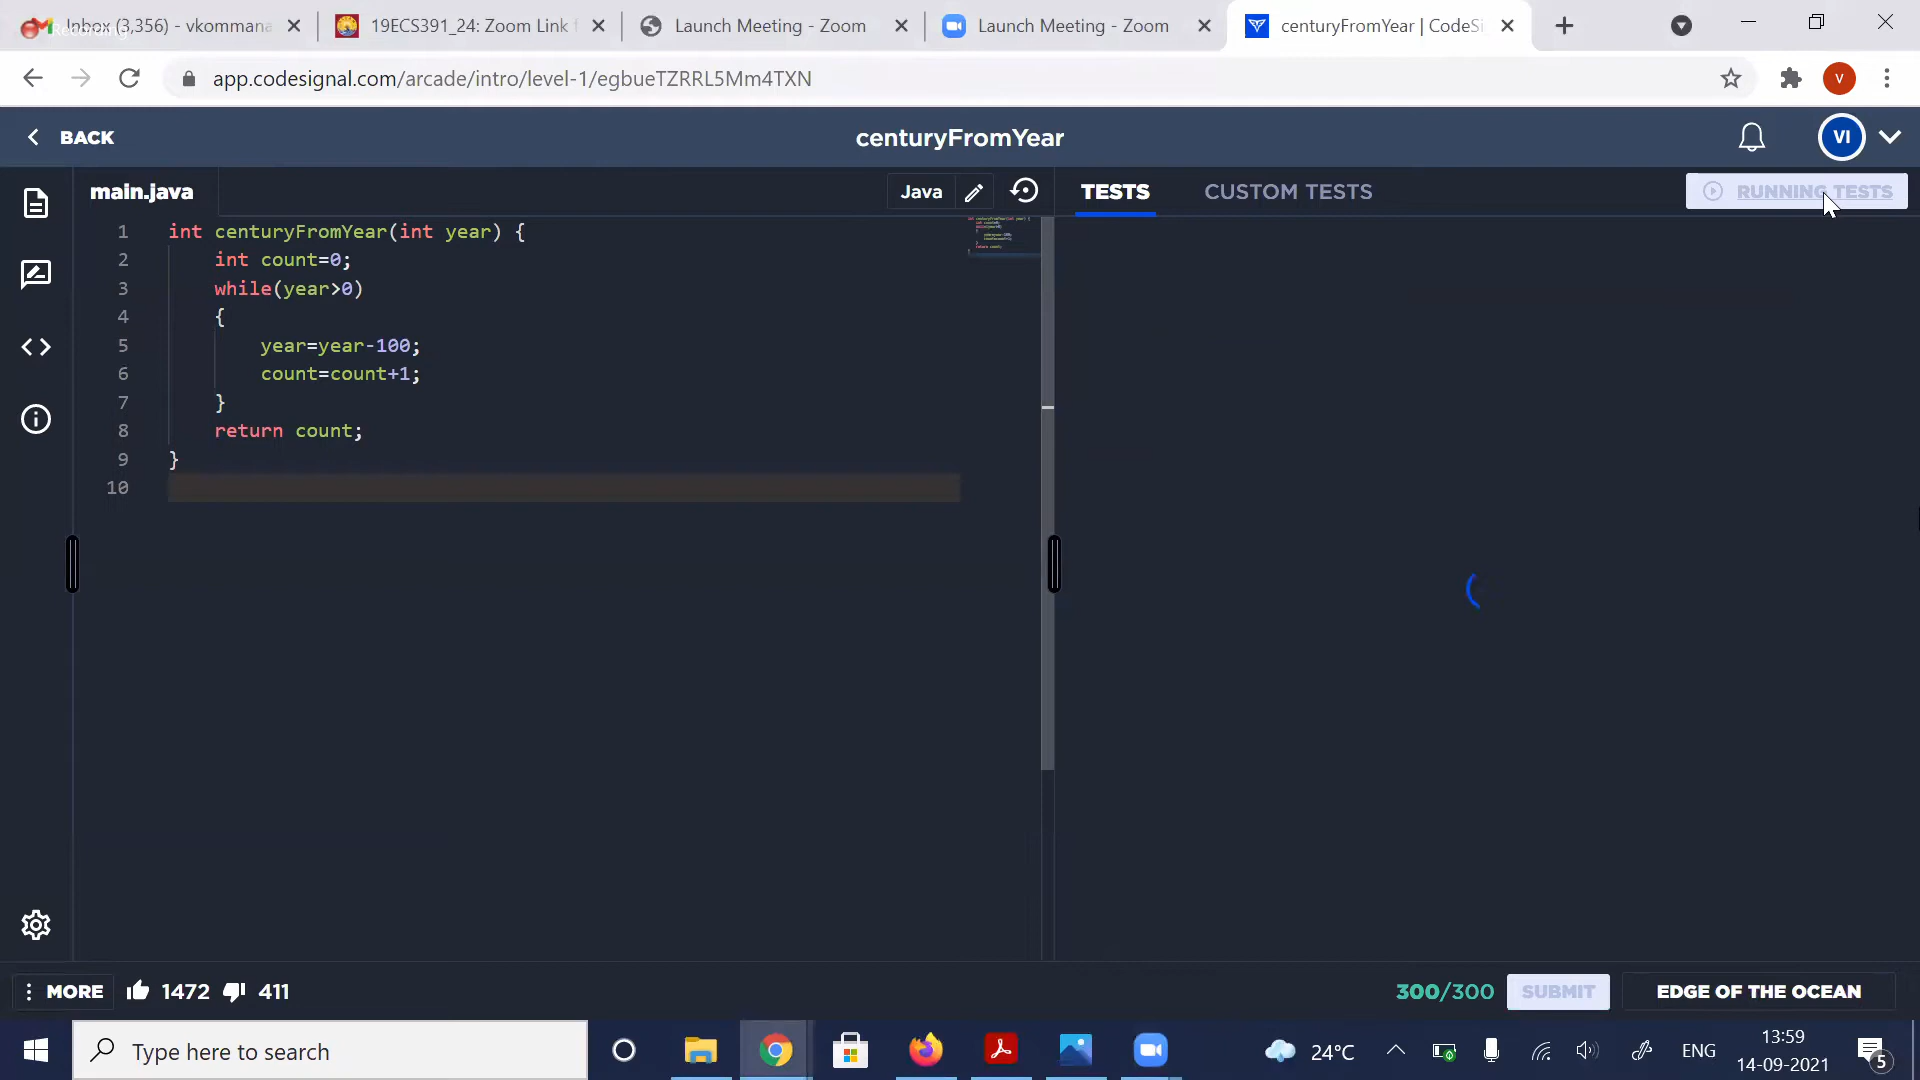 Inbox (3,356) - vkommana
Recording
19ECS391_24: Zoom Link f
Launch Meeting - Zoom
Launch Meeting - Zoom
centuryFromYear | CodeSi
app.codesignal.com/arcade/intro/level-1/egbueTZRRL5Mm4TXN
V
BACK
centuryFromYear
VI
main.java
Java
TESTS
CUSTOM TESTS
RUNNING TESTS
1 int centuryFromYear(int year) {
2 int count=0;
3 while(year>0)
4 {
5 year=year-100;
6 count=count+1;
7 }
8 return count;
9 }
10
MORE
1472
411
300/300
SUBMIT
EDGE OF THE OCEAN
Type here to search
24°C
ENG
13:59
14-09-2021
5